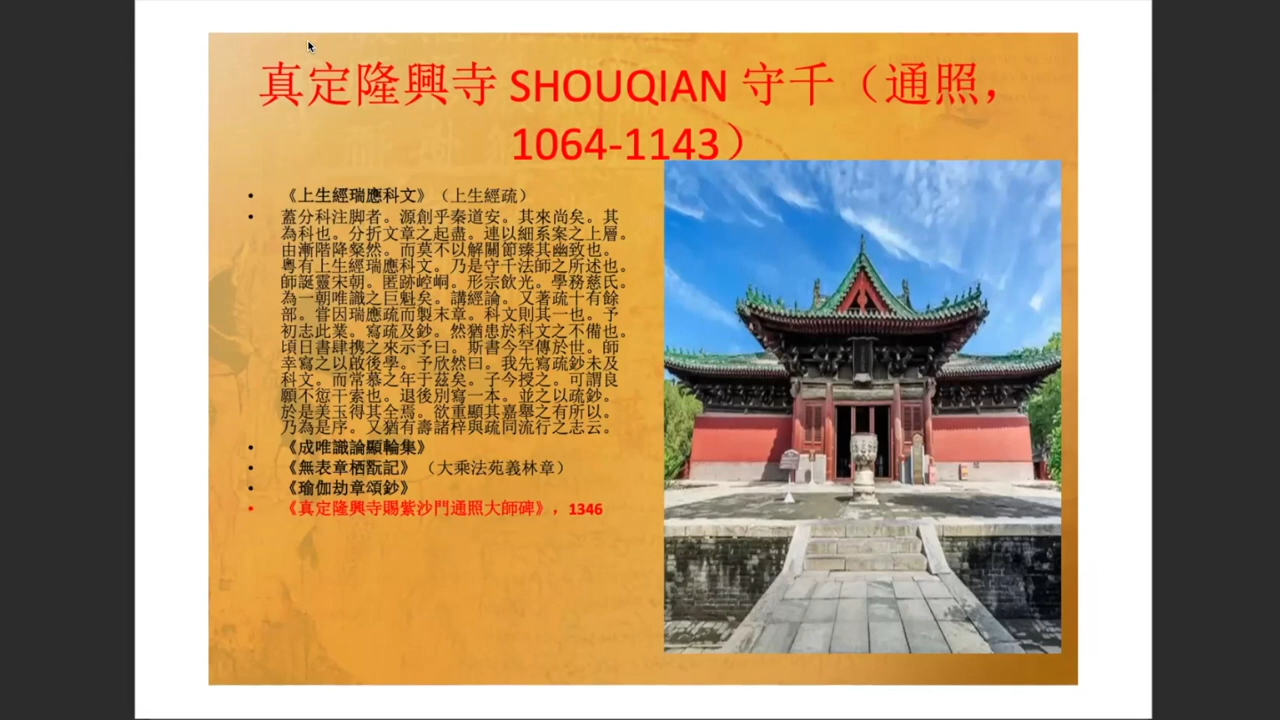 真定隆興寺 SHOUQIAN 守千（通照，
1064-1143）
• 《上生經瑞應科文》（上生經疏）
• 蓋分科注脚者。源創乎秦道安。其來尚矣。其
為科也。分折文章之起盡。連以細系案之上層。
由漸階降粲然。而莫不以解關節臻其幽致也。
粵有上生經瑞應科文。乃是守千法師之所述也。
師誕靈宋朝。匿跡崆峒。形宗飲光。學務慈氏。
為一朝唯識之巨魁矣。講經論。又著疏十有餘
部。嘗因瑞應疏而製末章。科文則其一也。予
初志此業。寫疏及鈔。然猶患於科文之不備也。
頃日書肆携之來示予曰。斯書今罕傳於世。師
幸寫之以啟後學。予欣然曰。我先寫疏鈔未及
科文。而常慕之年于茲矣。子今授之。可謂良
願不愆干索也。退後別寫一本。並之以疏鈔。
於是美玉得其全焉。欲重顯其嘉舉之有所以。
乃為是序。又猶有壽諸梓與疏同流行之志云。
• 《成唯識論顯輪集》
• 《無表章栖翫記》（大乘法苑義林章）
• 《瑜伽劫章頌鈔》
• 《真定隆興寺賜紫沙門通照大師碑》，1346